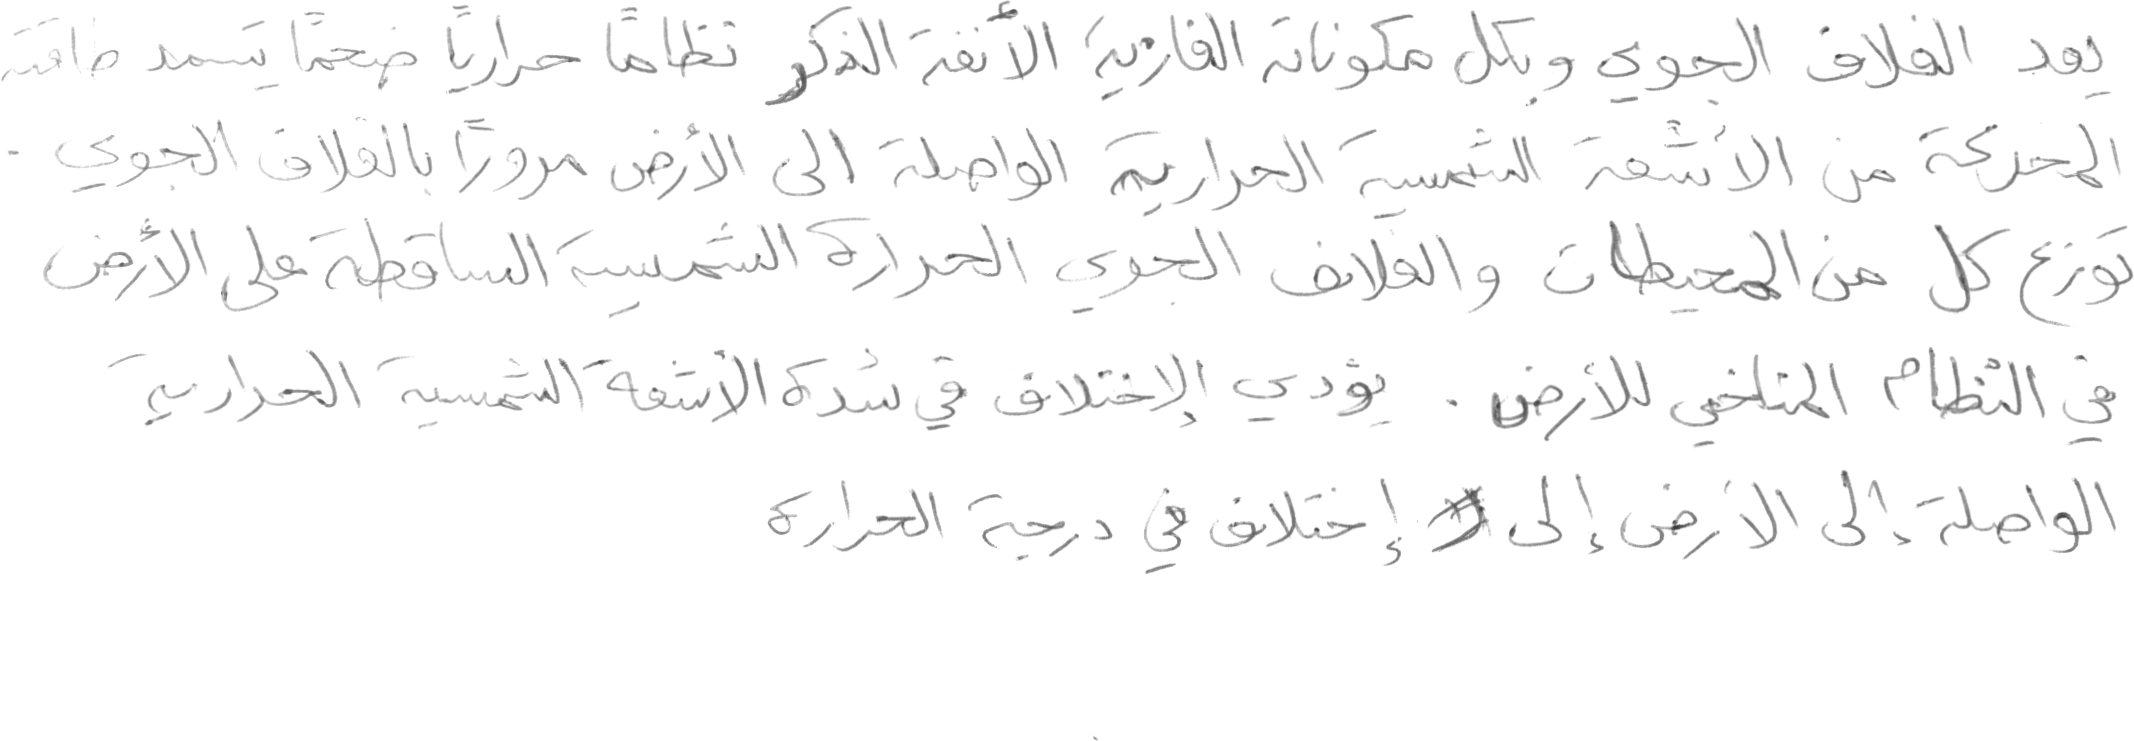 يعد الغلاف الجوي وبكل مكوناته الغازية الأنفة الذكر نظامًا حراريًا ضخمًا يستمد طاقته
المحركة من الأشعة الشمسية الحرارية الواصلة الى الأرض مرورًا بالغلاف الجوي .
توزع كل من المحيطات والغلاف الجوي الحرارة الشمسية الساقطة على الأرض
في النظام المناخي للأرض . يؤدي الإختلاف في شدة الأشعة الشمسية الحرارية
الواصلة إلى الأرض إلى إختلاف في درجة الحرارة